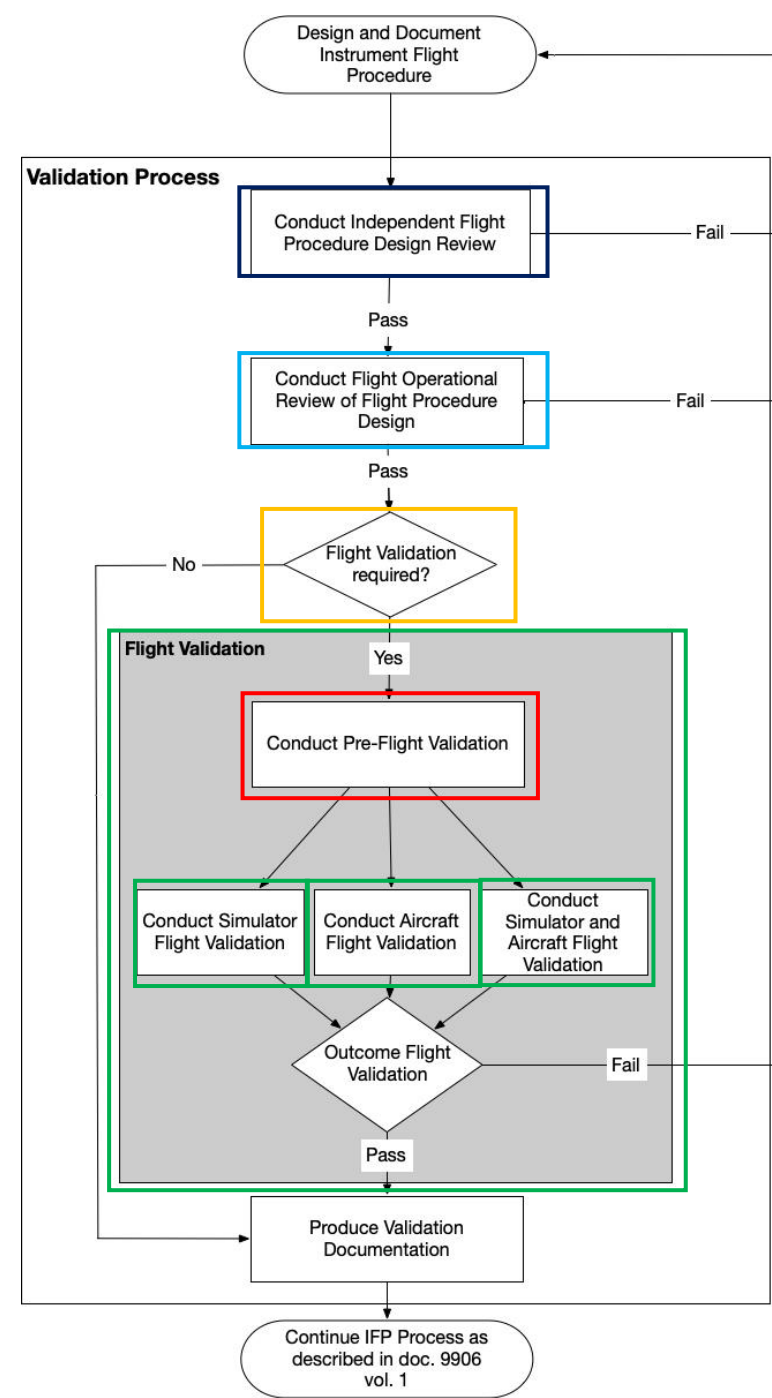 Design and Document
Instrument Flight
Procedure
Validation Process
Conduct Independent Flight
Procedure Design Review
Fail
Pass
Conduct Flight Operational
Review of Flight Procedure
Design
Fail
Pass
Flight Validation
required?
No
Flight Validation
Yes
Conduct Pre-Flight Validation
Conduct Simulator
Flight Validation
Conduct Aircraft
Flight Validation
Conduct
Simulator and
Aircraft Flight
Validation
Outcome Flight
Validation
Fail
Pass
Produce Validation
Documentation
Continue IFP Process as
described in doc. 9906
vol. 1